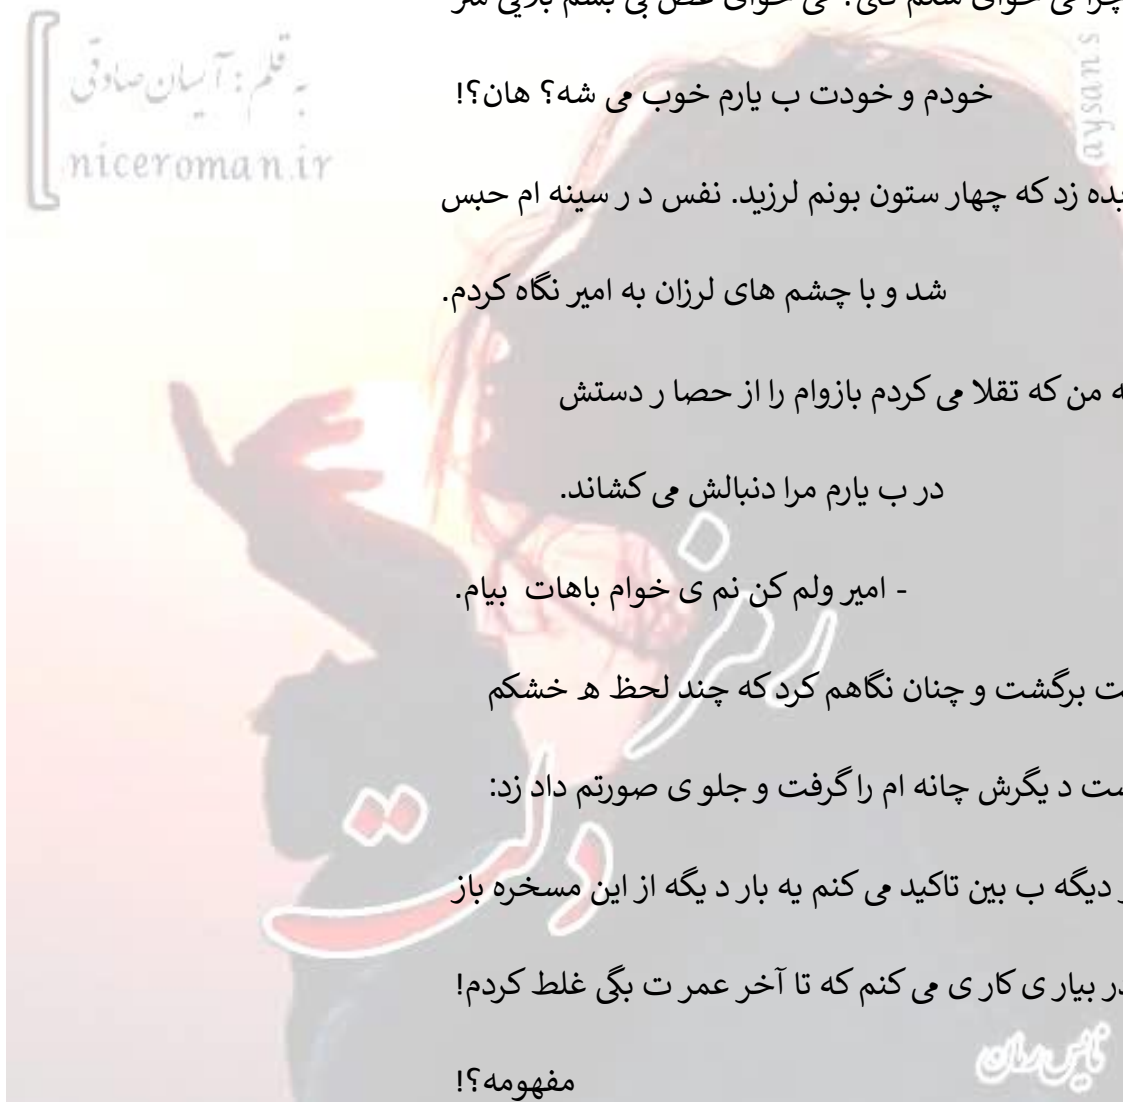 خودم و خودت ب یارم خوب می شه؟ هان؟!
زد که چهار ستون بونم لرزید. نفس د ر سینه ام حبس
شد و با چشم های لرزان به امیر نگاه کردم.
من که تقلا می کردم بازوام را از حصا ر دستش
در ب یارم مرا دنبالش می کشاند.
- امیر ولم کن نم ی خوام باهات بیام.
برگشت و چنان نگاهم کرد که چند لحظ ه خشکم
د یگرش چانه ام را گرفت و جلو ی صورتم داد زد:
دیگه ب بین تاکید می کنم یه بار د یگه از این مسخره باز
بیار ی کار ی می کنم که تا آخر عمر ت بگی غلط کردم!
مفهومه؟!
به قلم : آیسان صادقی
niceroman.ir
aysan.s
رمز
دلت
نایس رمان